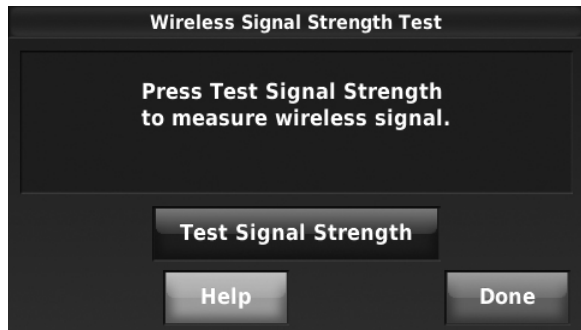 Wireless Signal Strength Test
Press Test Signal Strength
to measure wireless signal.
Test Signal Strength
Help
Done